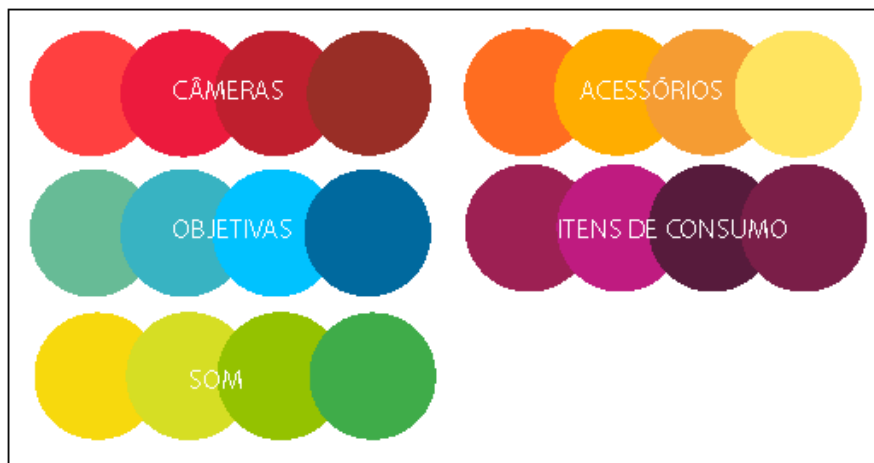 CÂMERAS
ACESSÓRIOS
OBJETIVAS
ITENS DE CONSUMO
SOM